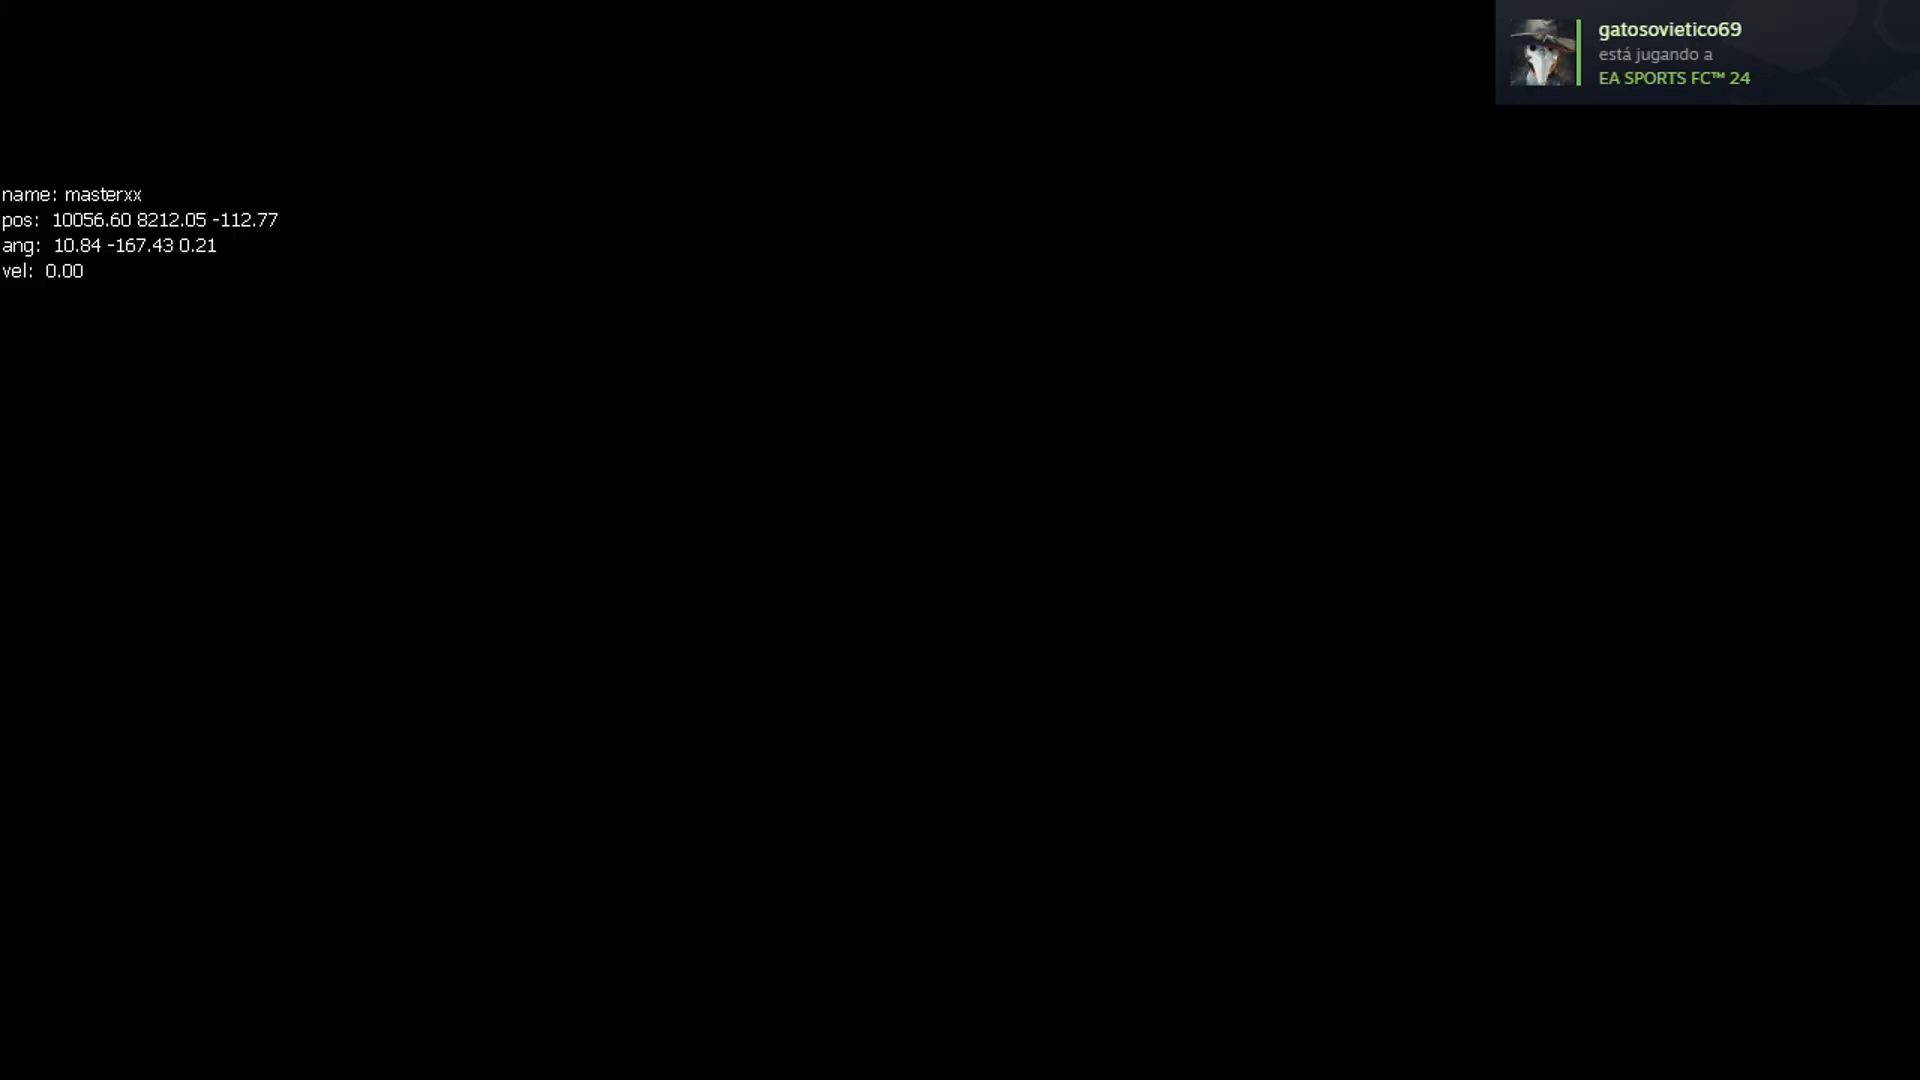 gatosovietico69
está jugando a
EA SPORTS FC™ 24
name: masterxx
pos: 10056.60 8212.05 -112.77
ang: 10.84 -167.43 0.21
vel: 0.00